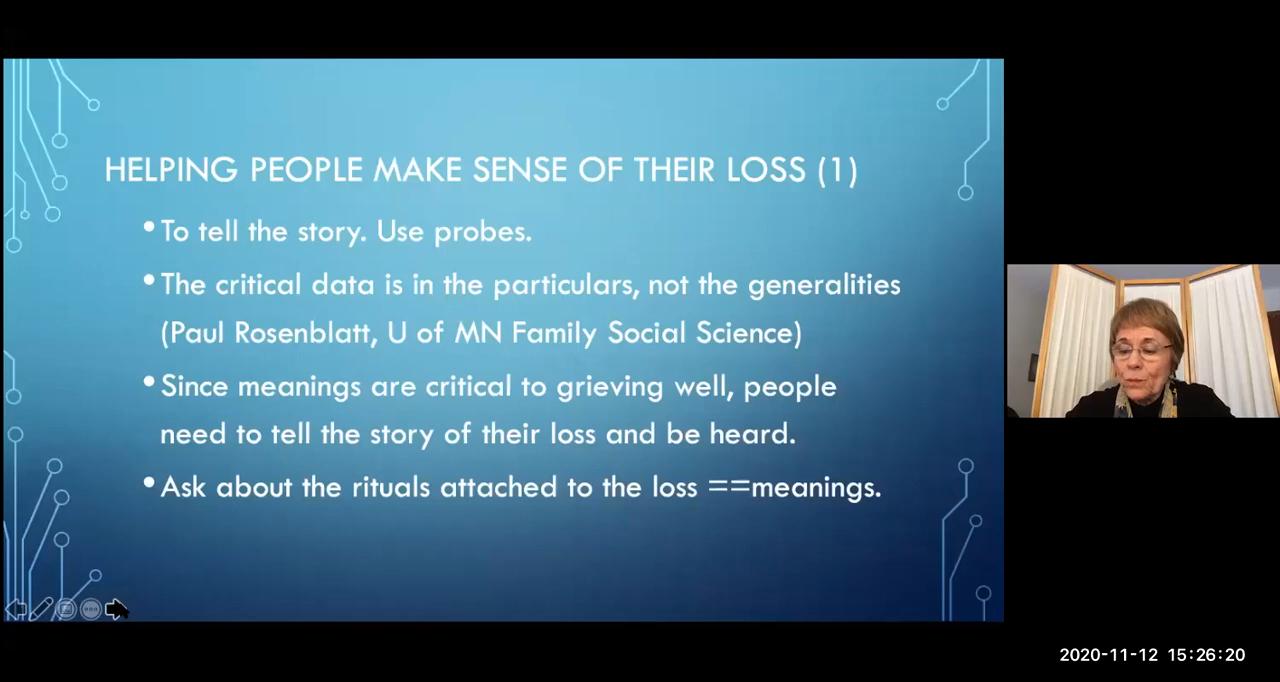 HELPING PEOPLE MAKE SENSE OF THEIR LOSS (1)
•To tell the story. Use probes.
•The critical data is in the particulars, not the generalities
(Paul Rosenblatt, U of MN Family Social Science)
•Since meanings are critical to grieving well, people
need to tell the story of their loss and be heard.
•Ask about the rituals attached to the loss ==meanings.
2020-11-12 15:26:20